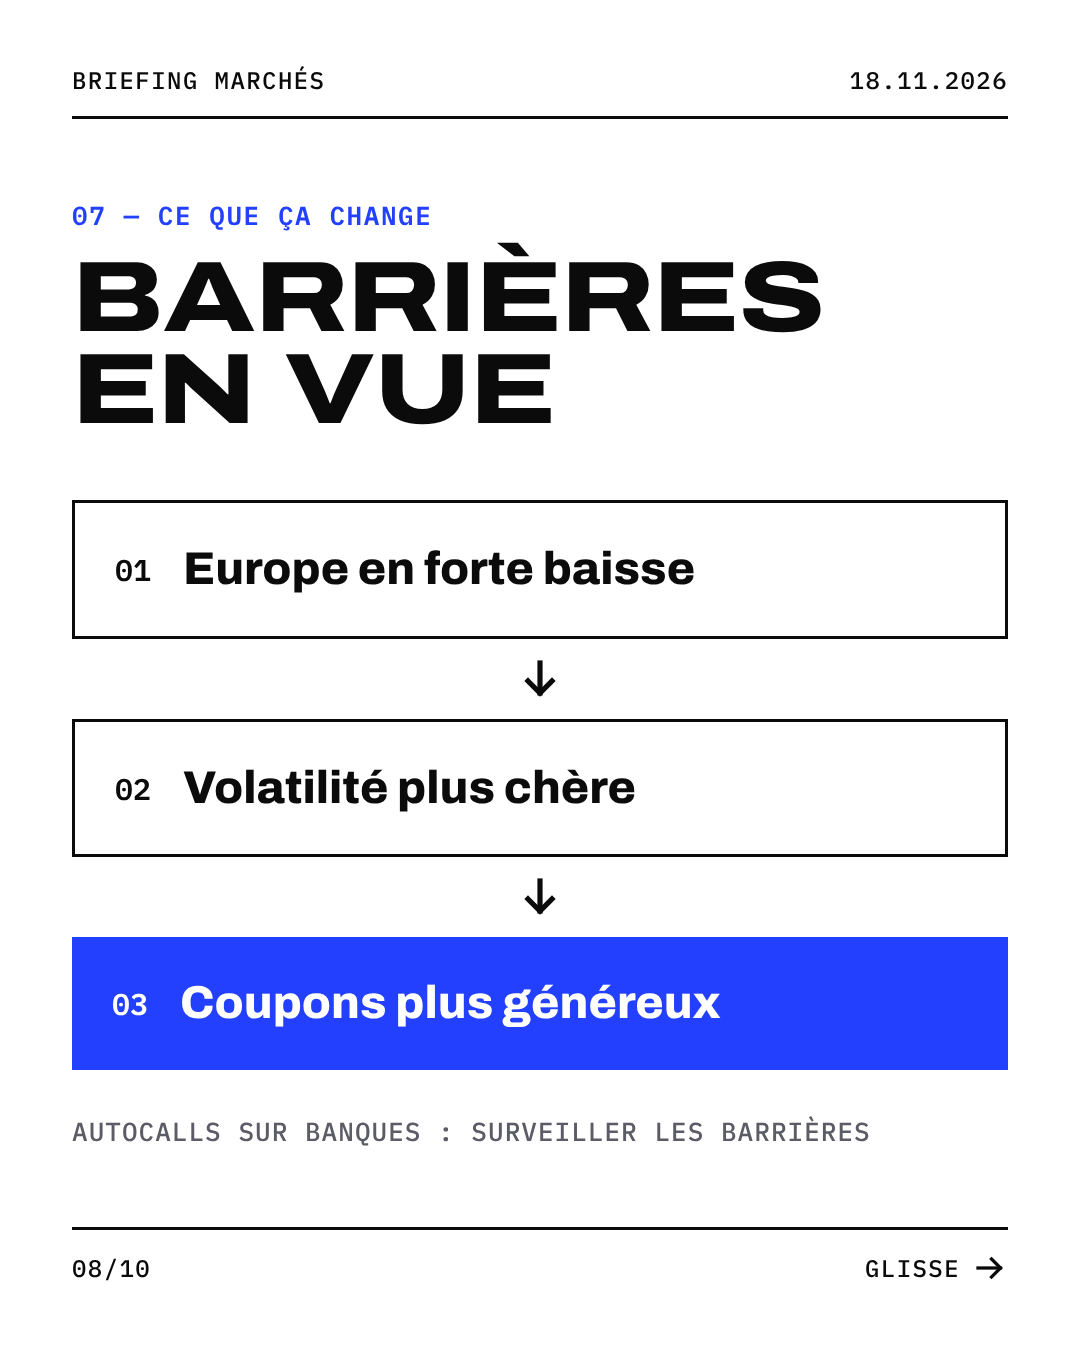 BRIEFING MARCHÉS
18.11.2026
07 — CE QUE ÇA CHANGE
BARRIÈRES
EN VUE
01 Europe en forte baisse
↓
02 Volatilité plus chère
↓
03 Coupons plus généreux
AUTOCALLS SUR BANQUES : SURVEILLER LES BARRIÈRES
08/10
GLISSE →